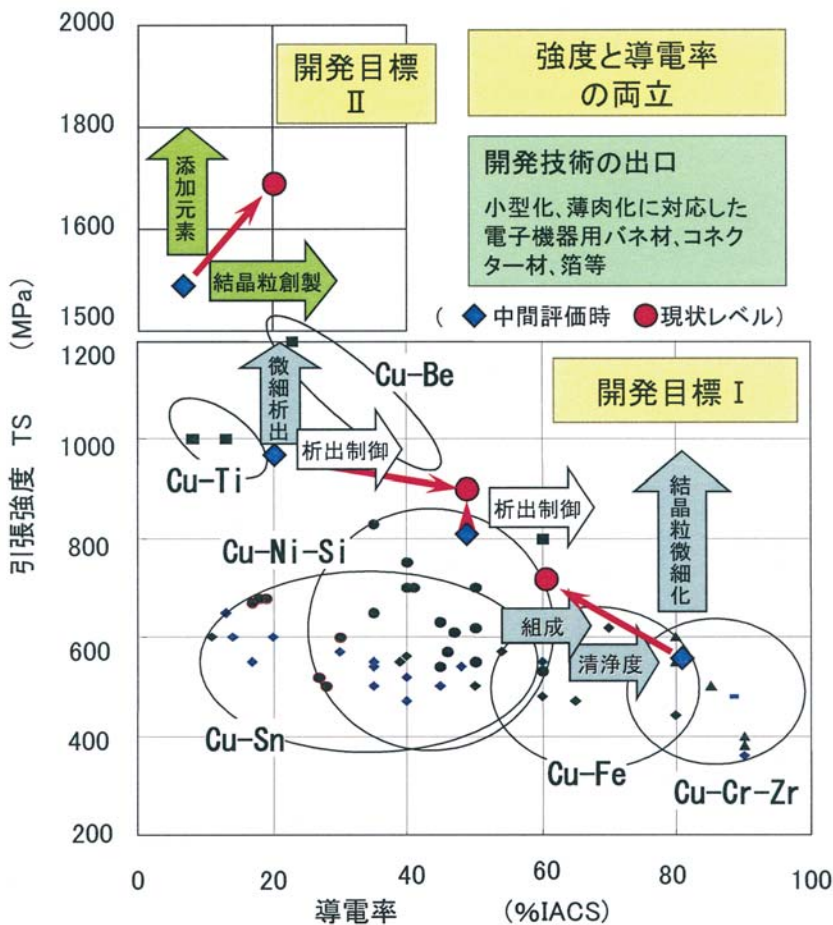 2000
1800
1600
1500
1200
1000
800
600
400
200
0
20
40
60
80
100
引張強度 TS (MPa)
導電率 (%IACS)
開発目標
Ⅱ
強度と導電率
の両立
開発技術の出口
小型化、薄肉化に対応した
電子機器用バネ材、コネク
ター材、箔等
( 中間評価時 現状レベル)
添加元素
結晶粒創製
開発目標 Ⅰ
微細析出
Cu-Be
析出制御
Cu-Ti
析出制御
結晶粒微細化
Cu-Ni-Si
組成
清浄度
Cu-Sn
Cu-Fe
Cu-Cr-Zr